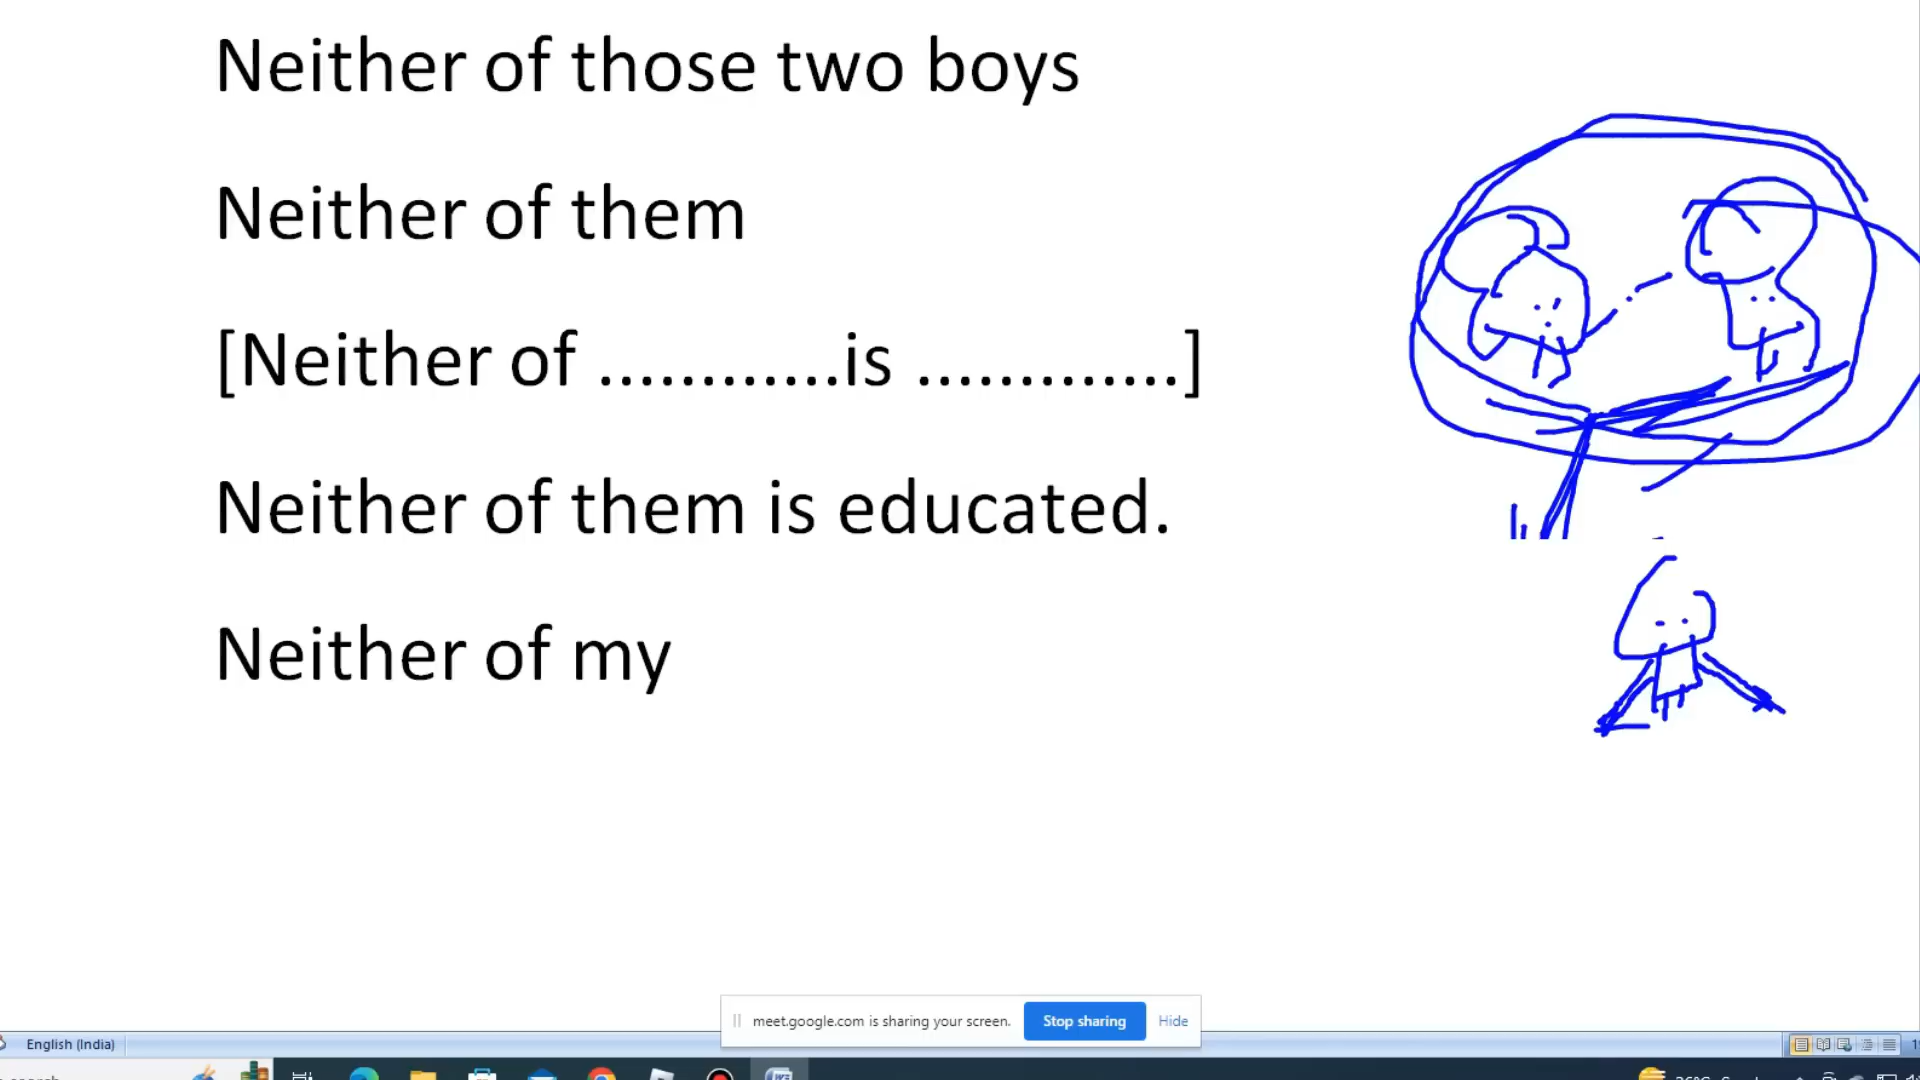 Neither of those two boys
Neither of them
[Neither of ............is .............]
Neither of them is educated.
Neither of my
meet.google.com is sharing your screen. Stop sharing Hide
English (India)